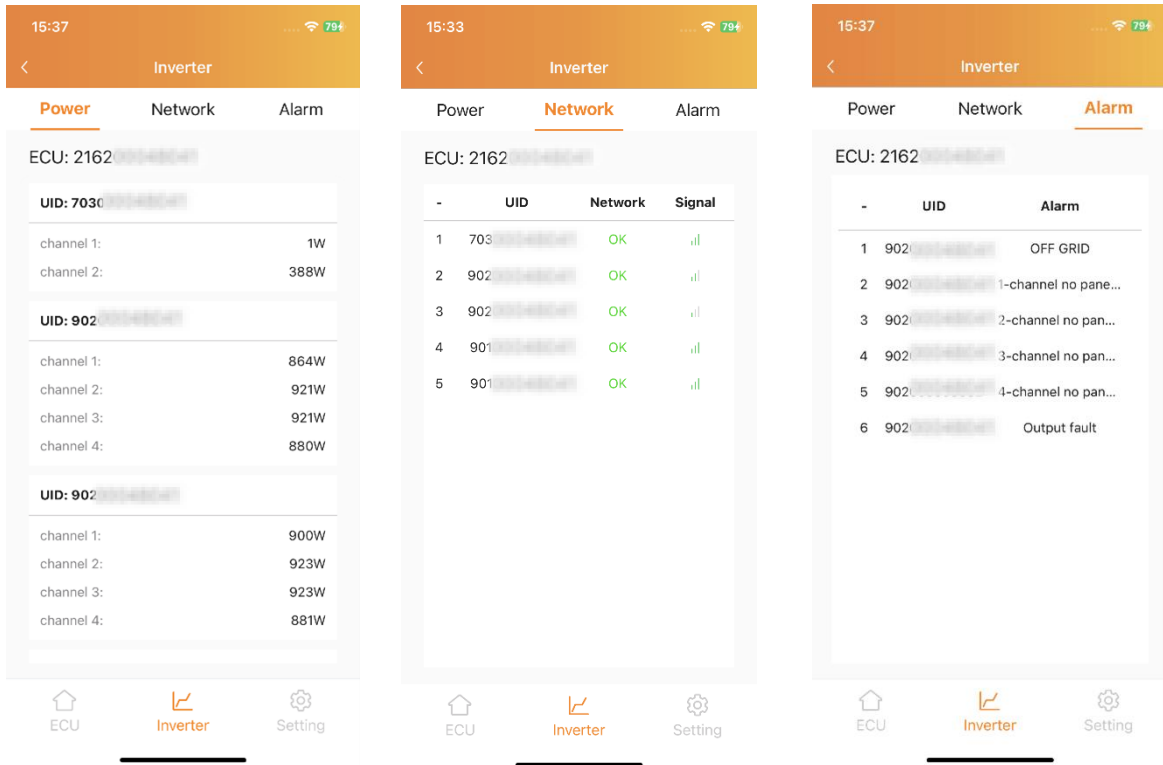 15:37
79
Inverter
Power Network Alarm
ECU: 2162
UID: 7030
channel 1: 1W
channel 2: 388W
UID: 902
channel 1: 864W
channel 2: 921W
channel 3: 921W
channel 4: 880W
UID: 902
channel 1: 900W
channel 2: 923W
channel 3: 923W
channel 4: 881W
ECU Inverter Setting
15:33
79
Inverter
Power Network Alarm
ECU: 2162
- UID Network Signal
1 703 OK
2 902 OK
3 902 OK
4 901 OK
5 901 OK
ECU Inverter Setting
15:37
79
Inverter
Power Network Alarm
ECU: 2162
- UID Alarm
1 902 OFF GRID
2 902 1-channel no pane...
3 902 2-channel no pan...
4 902 3-channel no pan...
5 902 4-channel no pan...
6 902 Output fault
ECU Inverter Setting